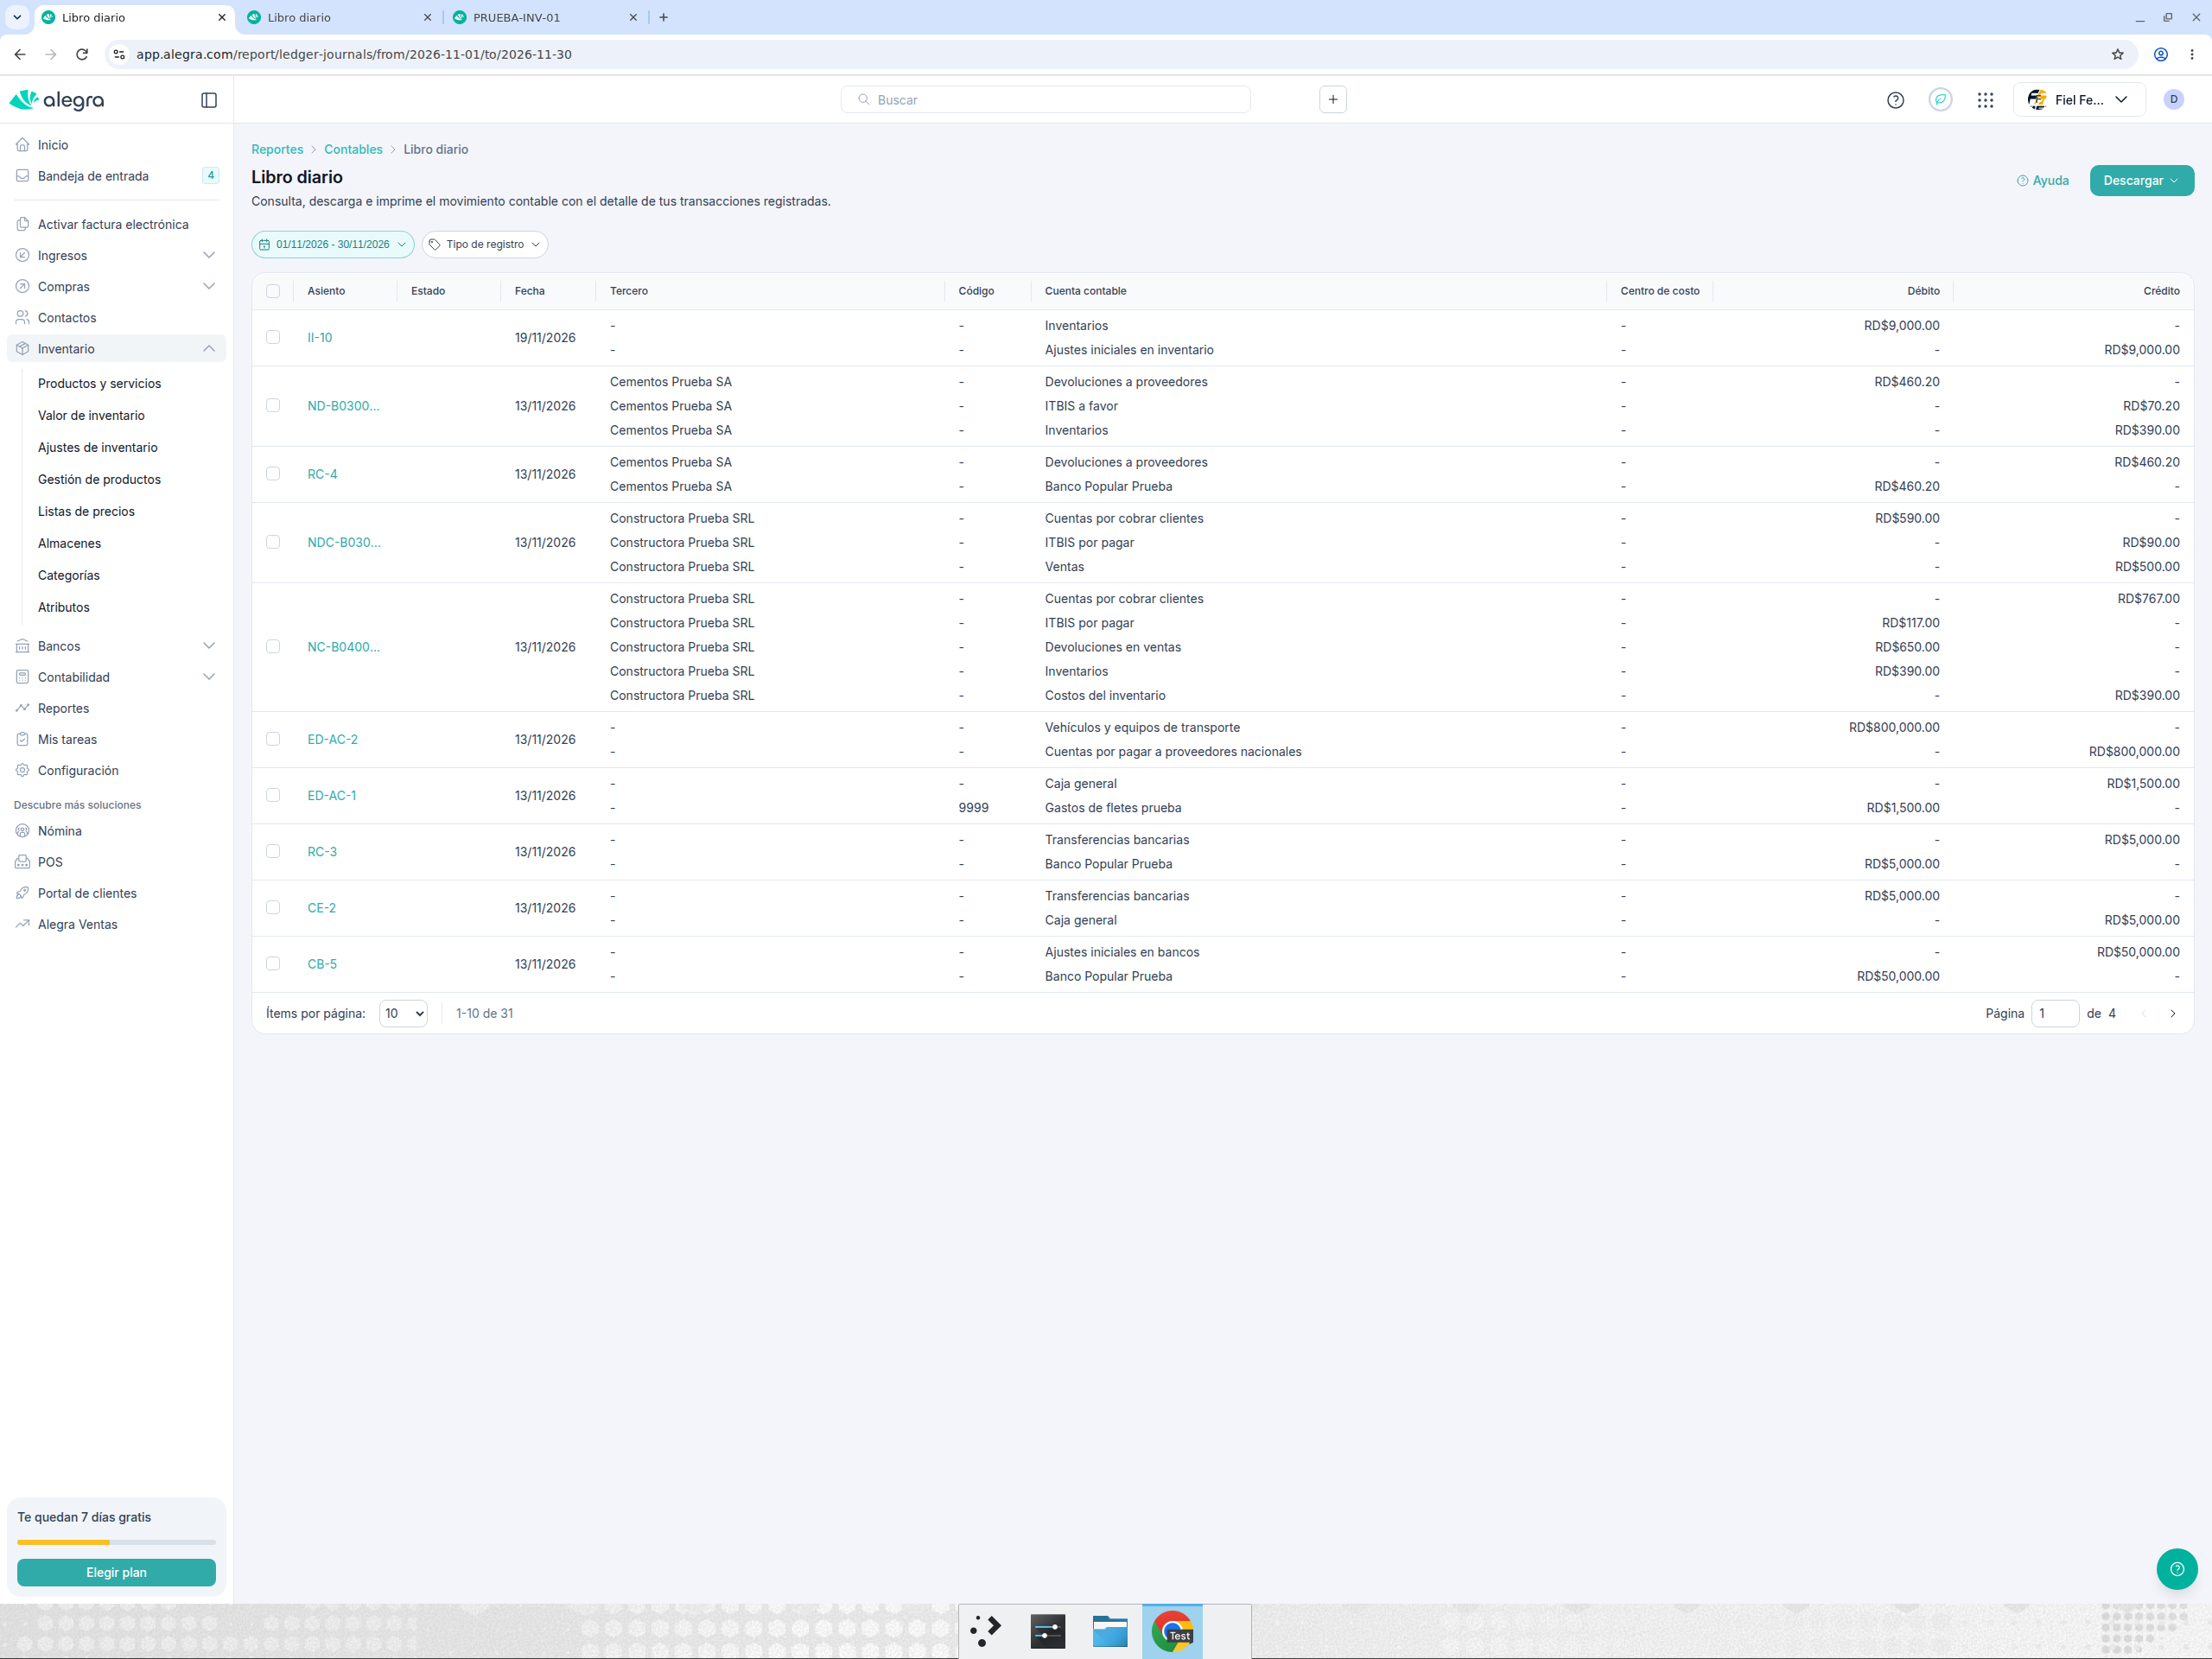 Libro diario
Libro diario
PRUEBA-INV-01
app.alegra.com/report/ledger-journals/from/2026-11-01/to/2026-11-30
alegra
Buscar
Fiel Fe...
D
Inicio
Bandeja de entrada 4
Activar factura electrónica
Ingresos
Compras
Contactos
Inventario
Productos y servicios
Valor de inventario
Ajustes de inventario
Gestión de productos
Listas de precios
Almacenes
Categorías
Atributos
Bancos
Contabilidad
Reportes
Mis tareas
Configuración
Descubre más soluciones
Nómina
POS
Portal de clientes
Alegra Ventas
Te quedan 7 días gratis
Elegir plan
Reportes > Contables > Libro diario
Libro diario
Consulta, descarga e imprime el movimiento contable con el detalle de tus transacciones registradas.
Ayuda
Descargar
01/11/2026 - 30/11/2026
Tipo de registro
Asiento Estado Fecha Tercero Código Cuenta contable Centro de costo Débito Crédito
II-10 19/11/2026
- - Inventarios - RD$9,000.00 -
- - Ajustes iniciales en inventario - - RD$9,000.00
ND-B0300... 13/11/2026
Cementos Prueba SA - Devoluciones a proveedores - RD$460.20 -
Cementos Prueba SA - ITBIS a favor - - RD$70.20
Cementos Prueba SA - Inventarios - - RD$390.00
RC-4 13/11/2026
Cementos Prueba SA - Devoluciones a proveedores - - RD$460.20
Cementos Prueba SA - Banco Popular Prueba - RD$460.20 -
NDC-B030... 13/11/2026
Constructora Prueba SRL - Cuentas por cobrar clientes - RD$590.00 -
Constructora Prueba SRL - ITBIS por pagar - - RD$90.00
Constructora Prueba SRL - Ventas - - RD$500.00
NC-B0400... 13/11/2026
Constructora Prueba SRL - Cuentas por cobrar clientes - - RD$767.00
Constructora Prueba SRL - ITBIS por pagar - RD$117.00 -
Constructora Prueba SRL - Devoluciones en ventas - RD$650.00 -
Constructora Prueba SRL - Inventarios - RD$390.00 -
Constructora Prueba SRL - Costos del inventario - - RD$390.00
ED-AC-2 13/11/2026
- - Vehículos y equipos de transporte - RD$800,000.00 -
- - Cuentas por pagar a proveedores nacionales - - RD$800,000.00
ED-AC-1 13/11/2026
- - Caja general - - RD$1,500.00
- 9999 Gastos de fletes prueba - RD$1,500.00 -
RC-3 13/11/2026
- - Transferencias bancarias - - RD$5,000.00
- - Banco Popular Prueba - RD$5,000.00 -
CE-2 13/11/2026
- - Transferencias bancarias - RD$5,000.00 -
- - Caja general - - RD$5,000.00
CB-5 13/11/2026
- - Ajustes iniciales en bancos - - RD$50,000.00
- - Banco Popular Prueba - RD$50,000.00 -
Ítems por página: 10 1-10 de 31
Página 1 de 4
Test